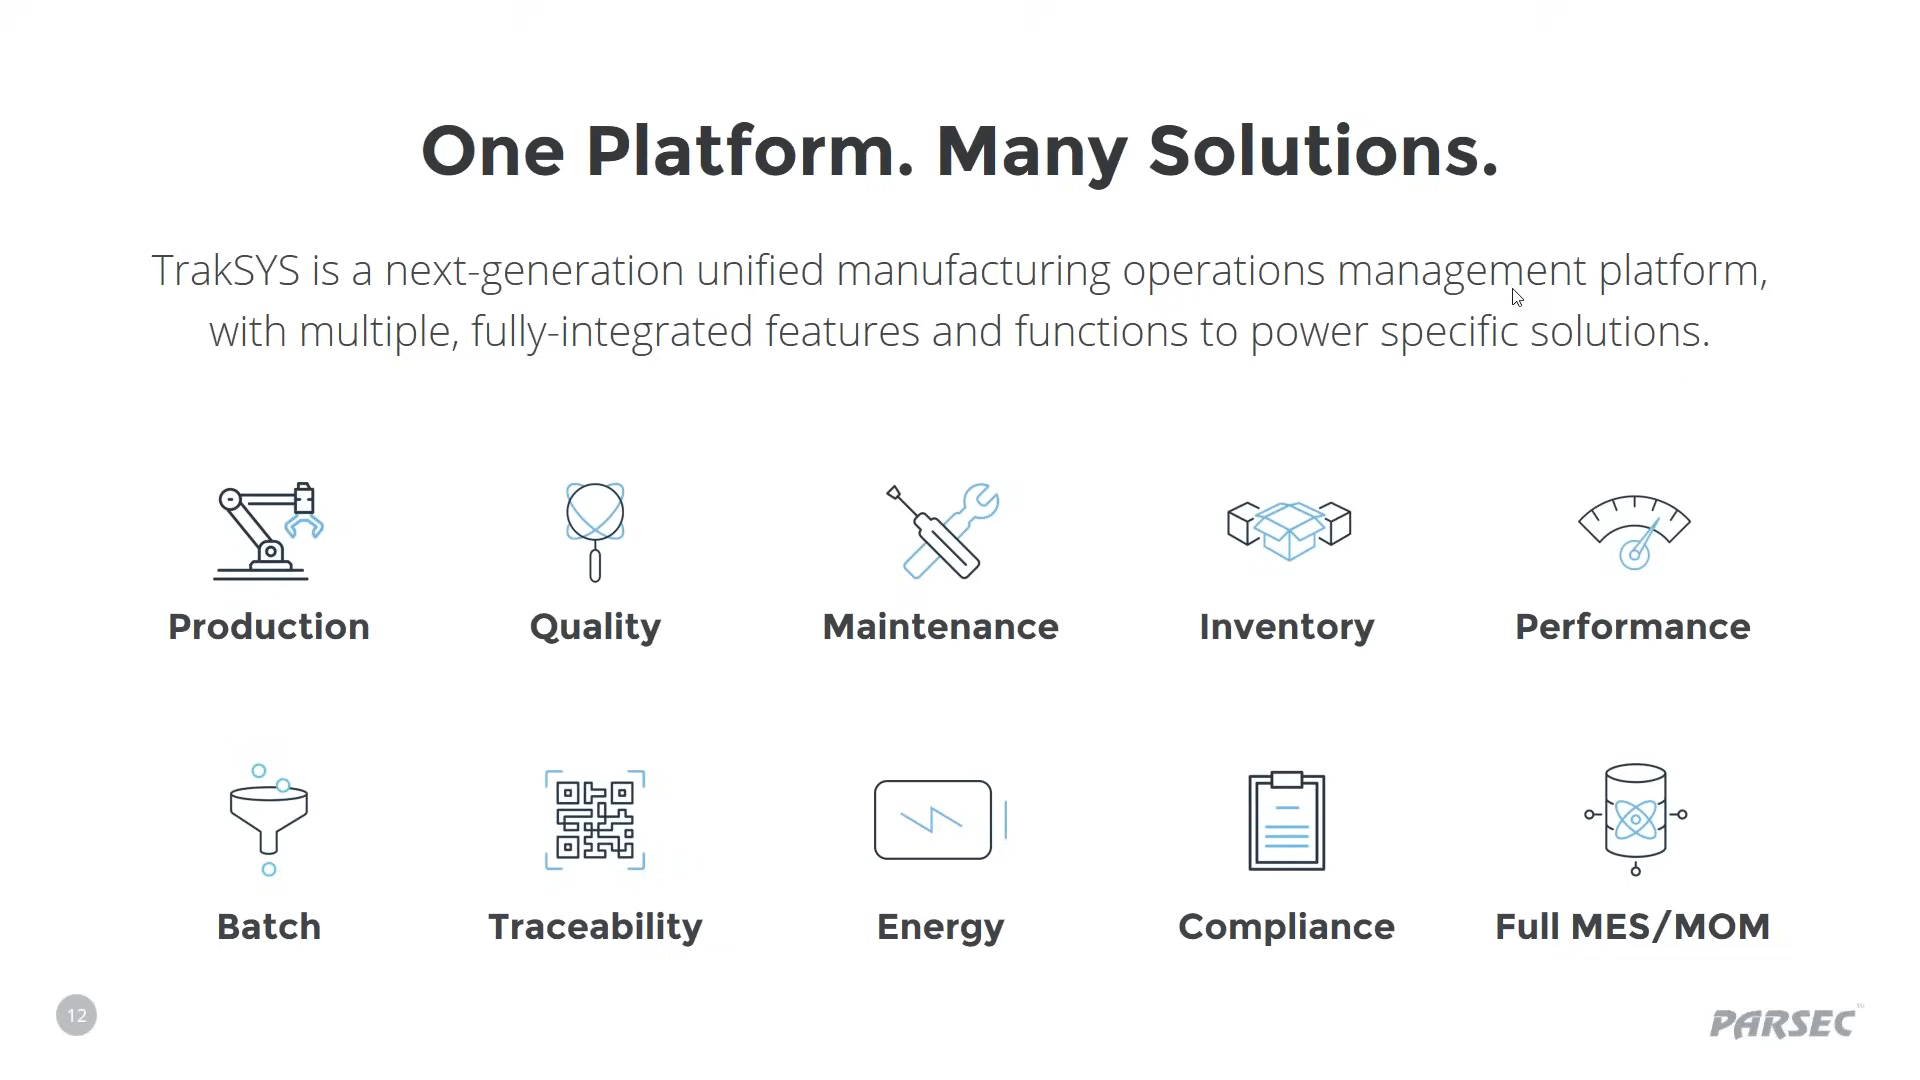 One Platform. Many Solutions.
TrakSYS is a next-generation unified manufacturing operations management platform,
with multiple, fully-integrated features and functions to power specific solutions.
Production
Quality
Maintenance
Inventory
Performance
Batch
Traceability
Energy
Compliance
Full MES/MOM
12
PARSEC